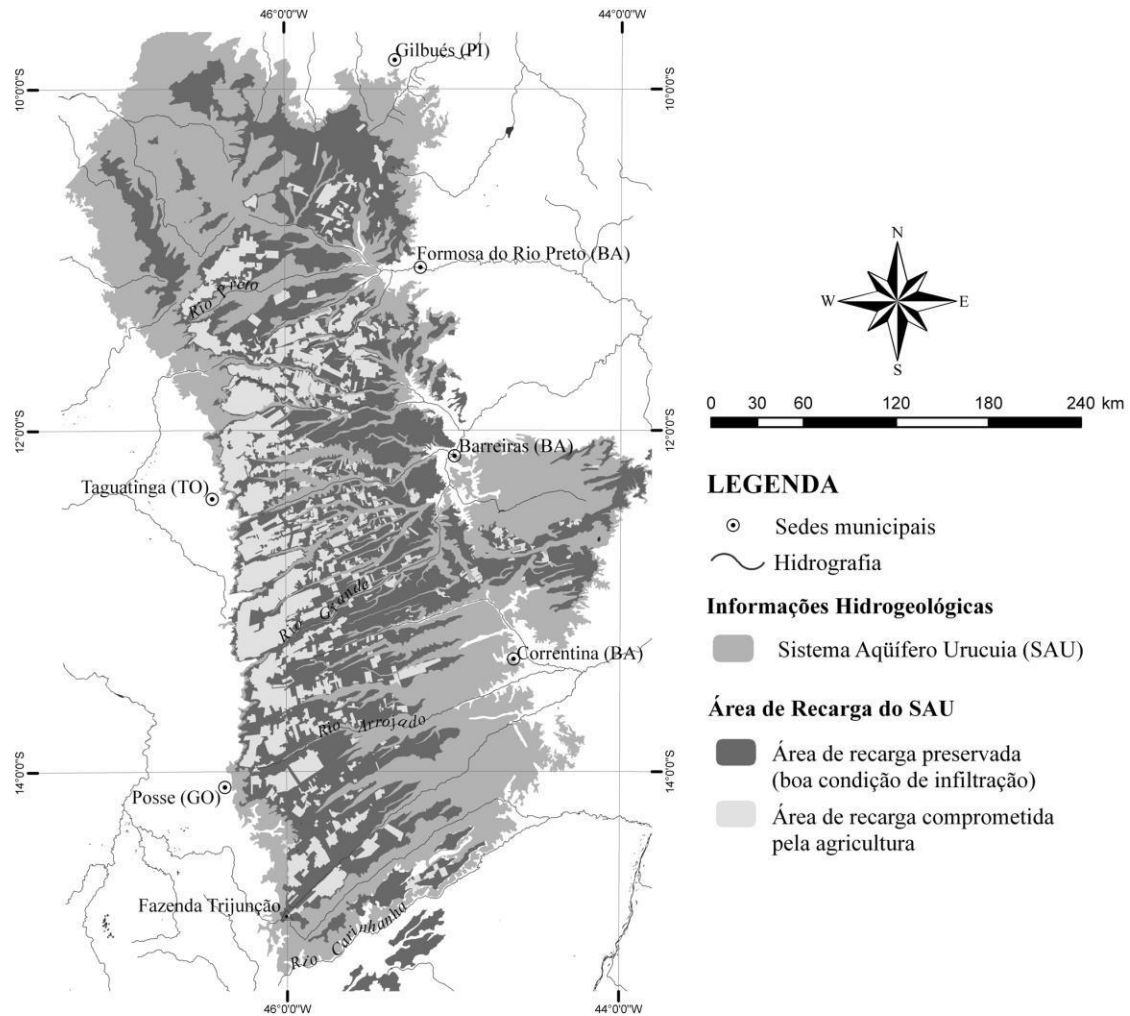 46°0'0"W
44°0'0"W
Gilbués (PI)
10°0'0"S
10°0'0"S
Formosa do Rio Preto (BA)
Rio Preto
12°0'0"S
12°0'0"S
Barreiras (BA)
Taguatinga (TO)
Rio Grande
Correntina (BA)
Rio Arrojado
14°0'0"S
14°0'0"S
Posse (GO)
Fazenda Trijunção
Rio Carinhanha
46°0'0"W
44°0'0"W
N
W
E
S
0 30 60 120 180 240 km
LEGENDA
Sedes municipais
Hidrografia
Informações Hidrogeológicas
Sistema Aqüífero Urucuia (SAU)
Área de Recarga do SAU
Área de recarga preservada
(boa condição de infiltração)
Área de recarga comprometida
pela agricultura